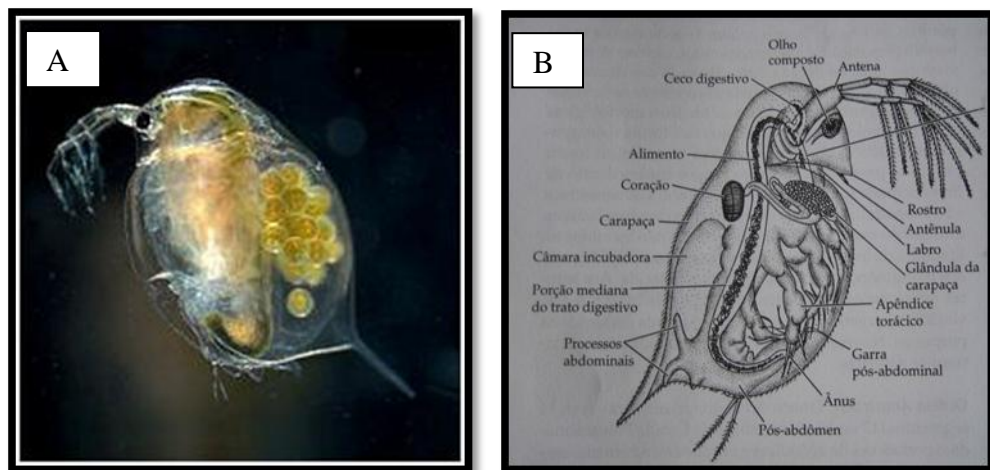 A
B
Olho
composto
Antena
Ceco digestivo
Alimento
Coração
Carapaça
Câmara incubadora
Porção mediana
do trato digestivo
Processos
abdominais
Rostro
Antênula
Labro
Glândula da
carapaça
Apêndice
torácico
Garra
pós-abdominal
Ânus
Pós-abdômen